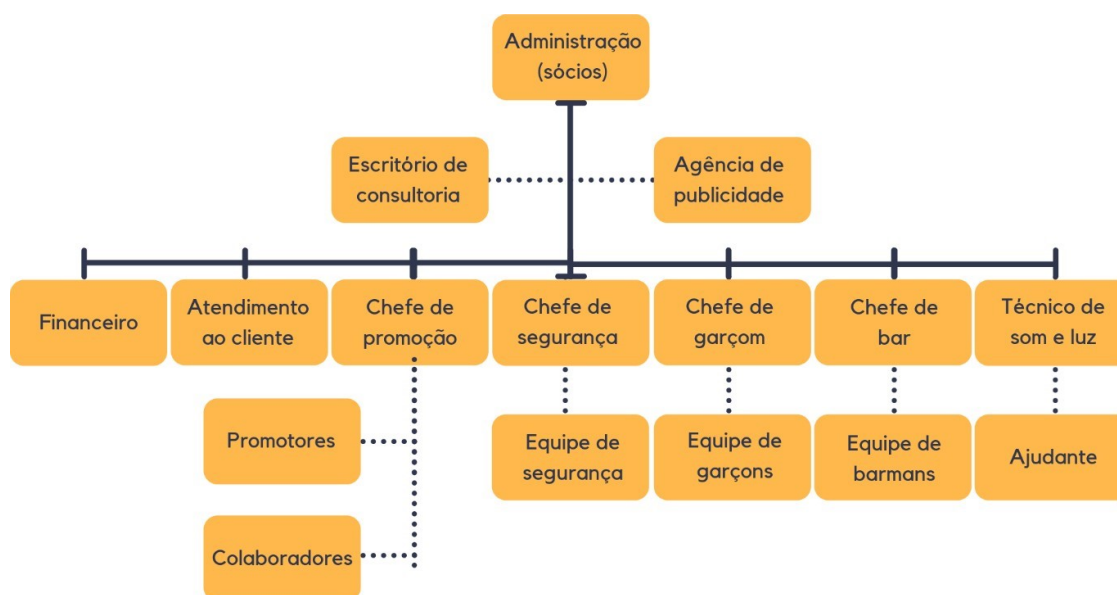 Administração
(sócios)
Escritório de
consultoria
Agência de
publicidade
Financeiro
Atendimento
ao cliente
Chefe de
promoção
Chefe de
segurança
Chefe de
garçom
Chefe de
bar
Técnico de
som e luz
Promotores
Equipe de
segurança
Equipe de
garçons
Equipe de
barmans
Ajudante
Colaboradores